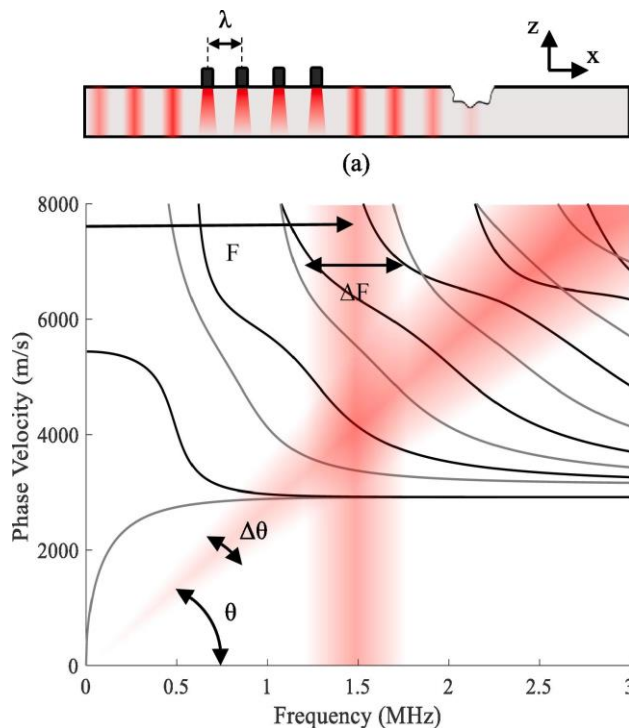 λ
z
x
(a)
8000
F
ΔF
6000
Phase Velocity (m/s)
4000
2000
Δθ
θ
0
0 0.5 1 1.5 2 2.5 3
Frequency (MHz)